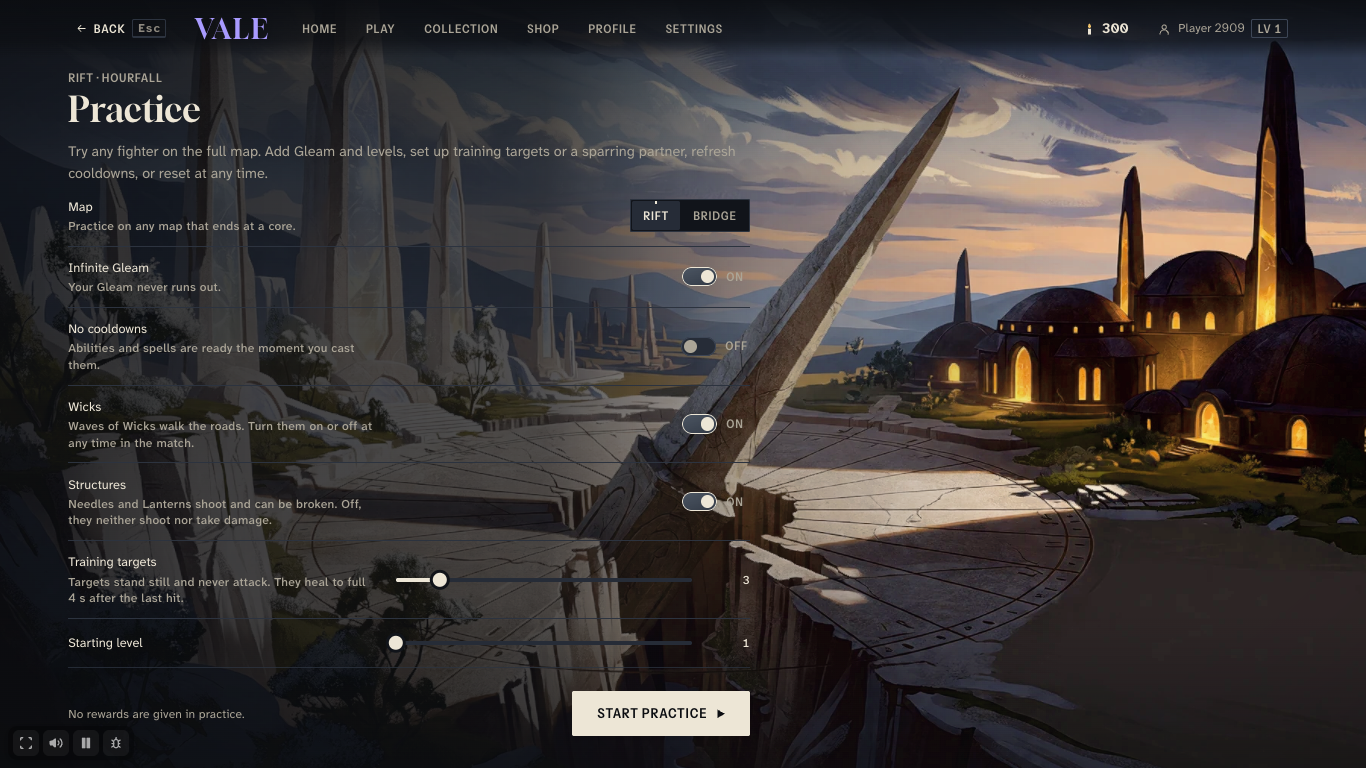 BACK Esc VALE HOME PLAY COLLECTION SHOP PROFILE SETTINGS 300 Player 2909 LV 1
RIFT · HOURFALL
Practice
Try any fighter on the full map. Add Gleam and levels, set up training targets or a sparring partner, refresh
cooldowns, or reset at any time.
Map
Practice on any map that ends at a core.
RIFT BRIDGE
Infinite Gleam
Your Gleam never runs out.
ON
No cooldowns
Abilities and spells are ready the moment you cast
them.
OFF
Wicks
Waves of Wicks walk the roads. Turn them on or off at
any time in the match.
ON
Structures
Needles and Lanterns shoot and can be broken. Off,
they neither shoot nor take damage.
ON
Training targets
Targets stand still and never attack. They heal to full
4 s after the last hit.
3
Starting level
1
No rewards are given in practice.
START PRACTICE